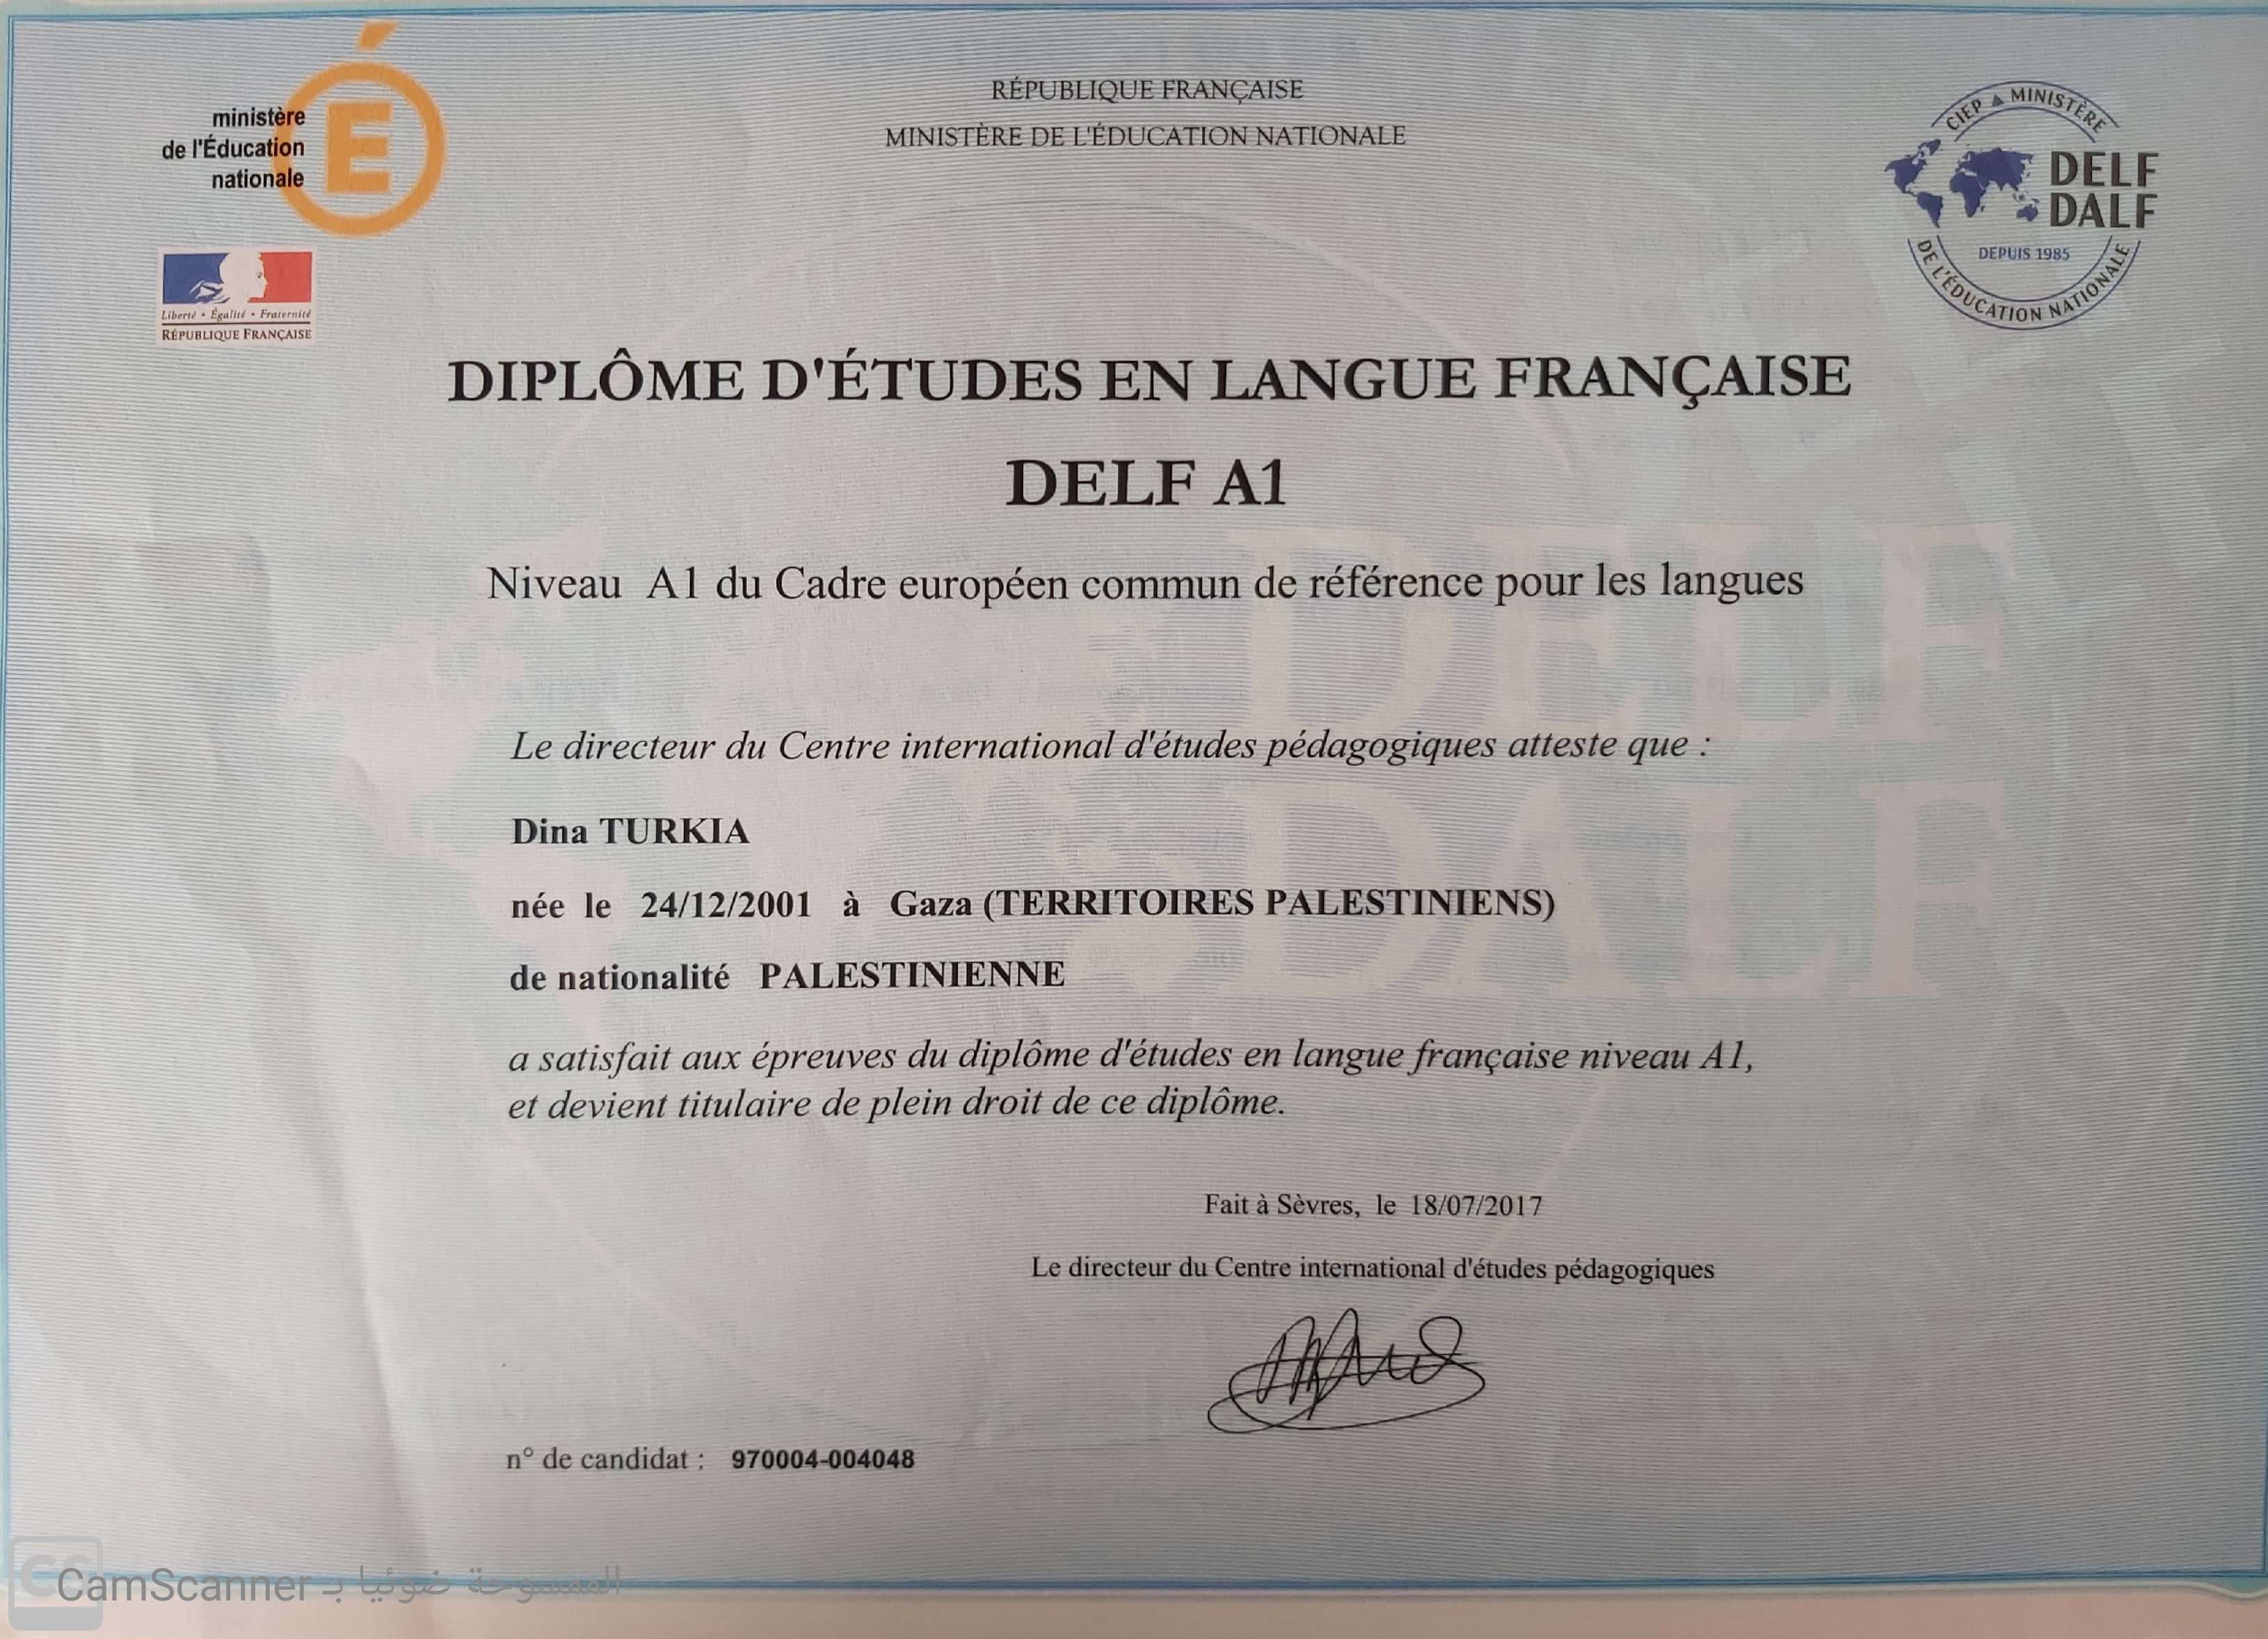 ministère
de l'Éducation
nationale
É
Liberté • Égalité • Fraternité
RÉPUBLIQUE FRANÇAISE
RÉPUBLIQUE FRANÇAISE
MINISTÈRE DE L'ÉDUCATION NATIONALE
CIEP ▲ MINISTÈRE
DELF
DALF
DEPUIS 1985
DE L'ÉDUCATION NATIONALE
DIPLÔME D'ÉTUDES EN LANGUE FRANÇAISE
DELF A1
Niveau A1 du Cadre européen commun de référence pour les langues
DELF
DALF
Le directeur du Centre international d'études pédagogiques atteste que :
Dina TURKIA
née le 24/12/2001 à Gaza (TERRITOIRES PALESTINIENS)
de nationalité PALESTINIENNE
a satisfait aux épreuves du diplôme d'études en langue française niveau A1,
et devient titulaire de plein droit de ce diplôme.
Fait à Sèvres, le 18/07/2017
Le directeur du Centre international d'études pédagogiques
n° de candidat : 970004-004048
CS
الممسوحة ضوئيا بـ CamScanner